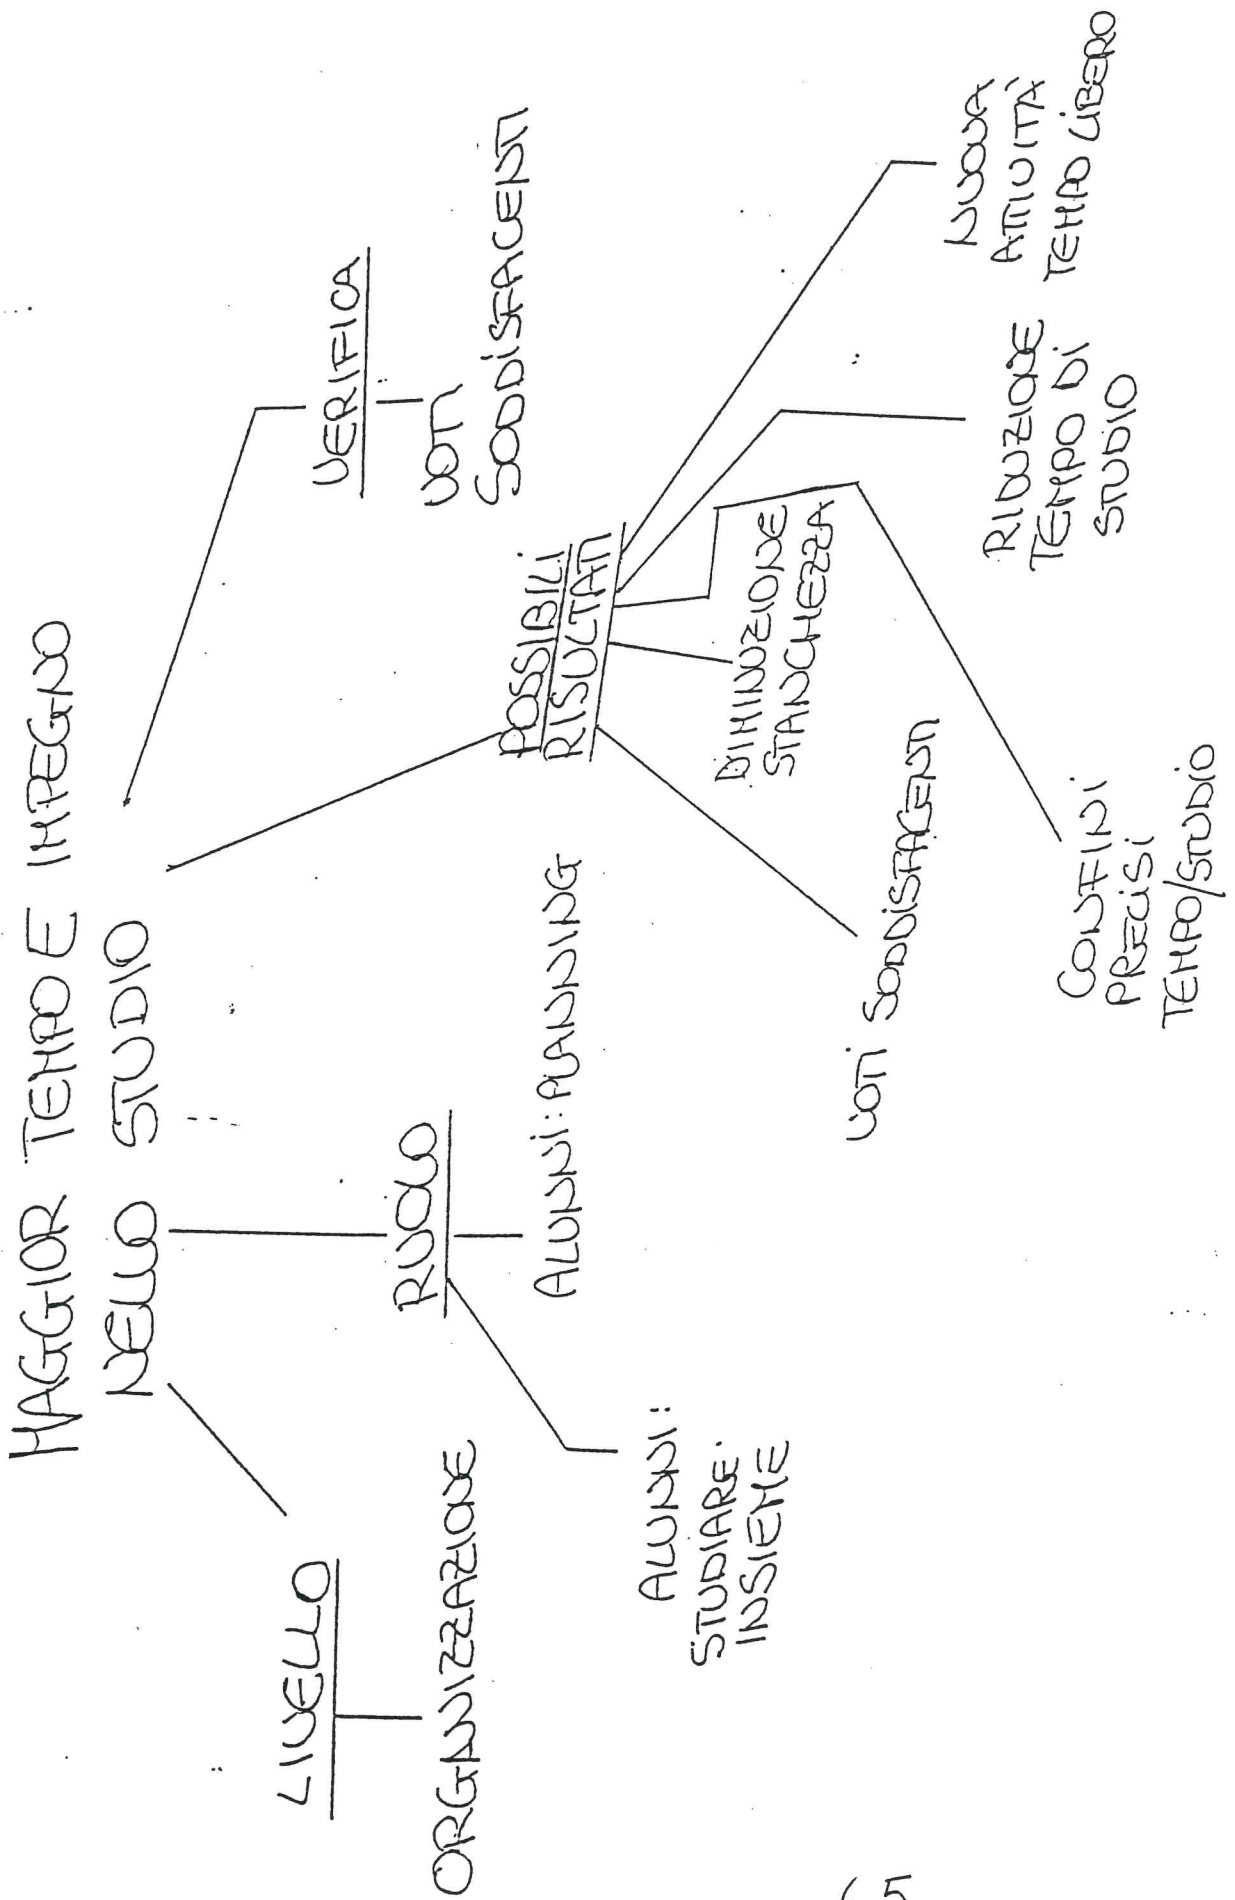 MAGGIOR TEMPO E IMPEGNO
NELLO STUDIO
LIVELLO
ORGANIZZAZIONE
RUOLO
ALUNNI:
STUDIARE
INSIEME
ALUNNI: PLANNING
POSSIBILI
RISULTATI
VOTI SODDISFACENTI
DIMINUZIONE
STANCHEZZA
CONFINI
PRECISI
TEMPO/STUDIO
RIDUZIONE
TEMPO DI
STUDIO
NUOVA
ATTIVITÀ
TEMPO LIBERO
VERIFICA
VOTI
SODDISFACENTI